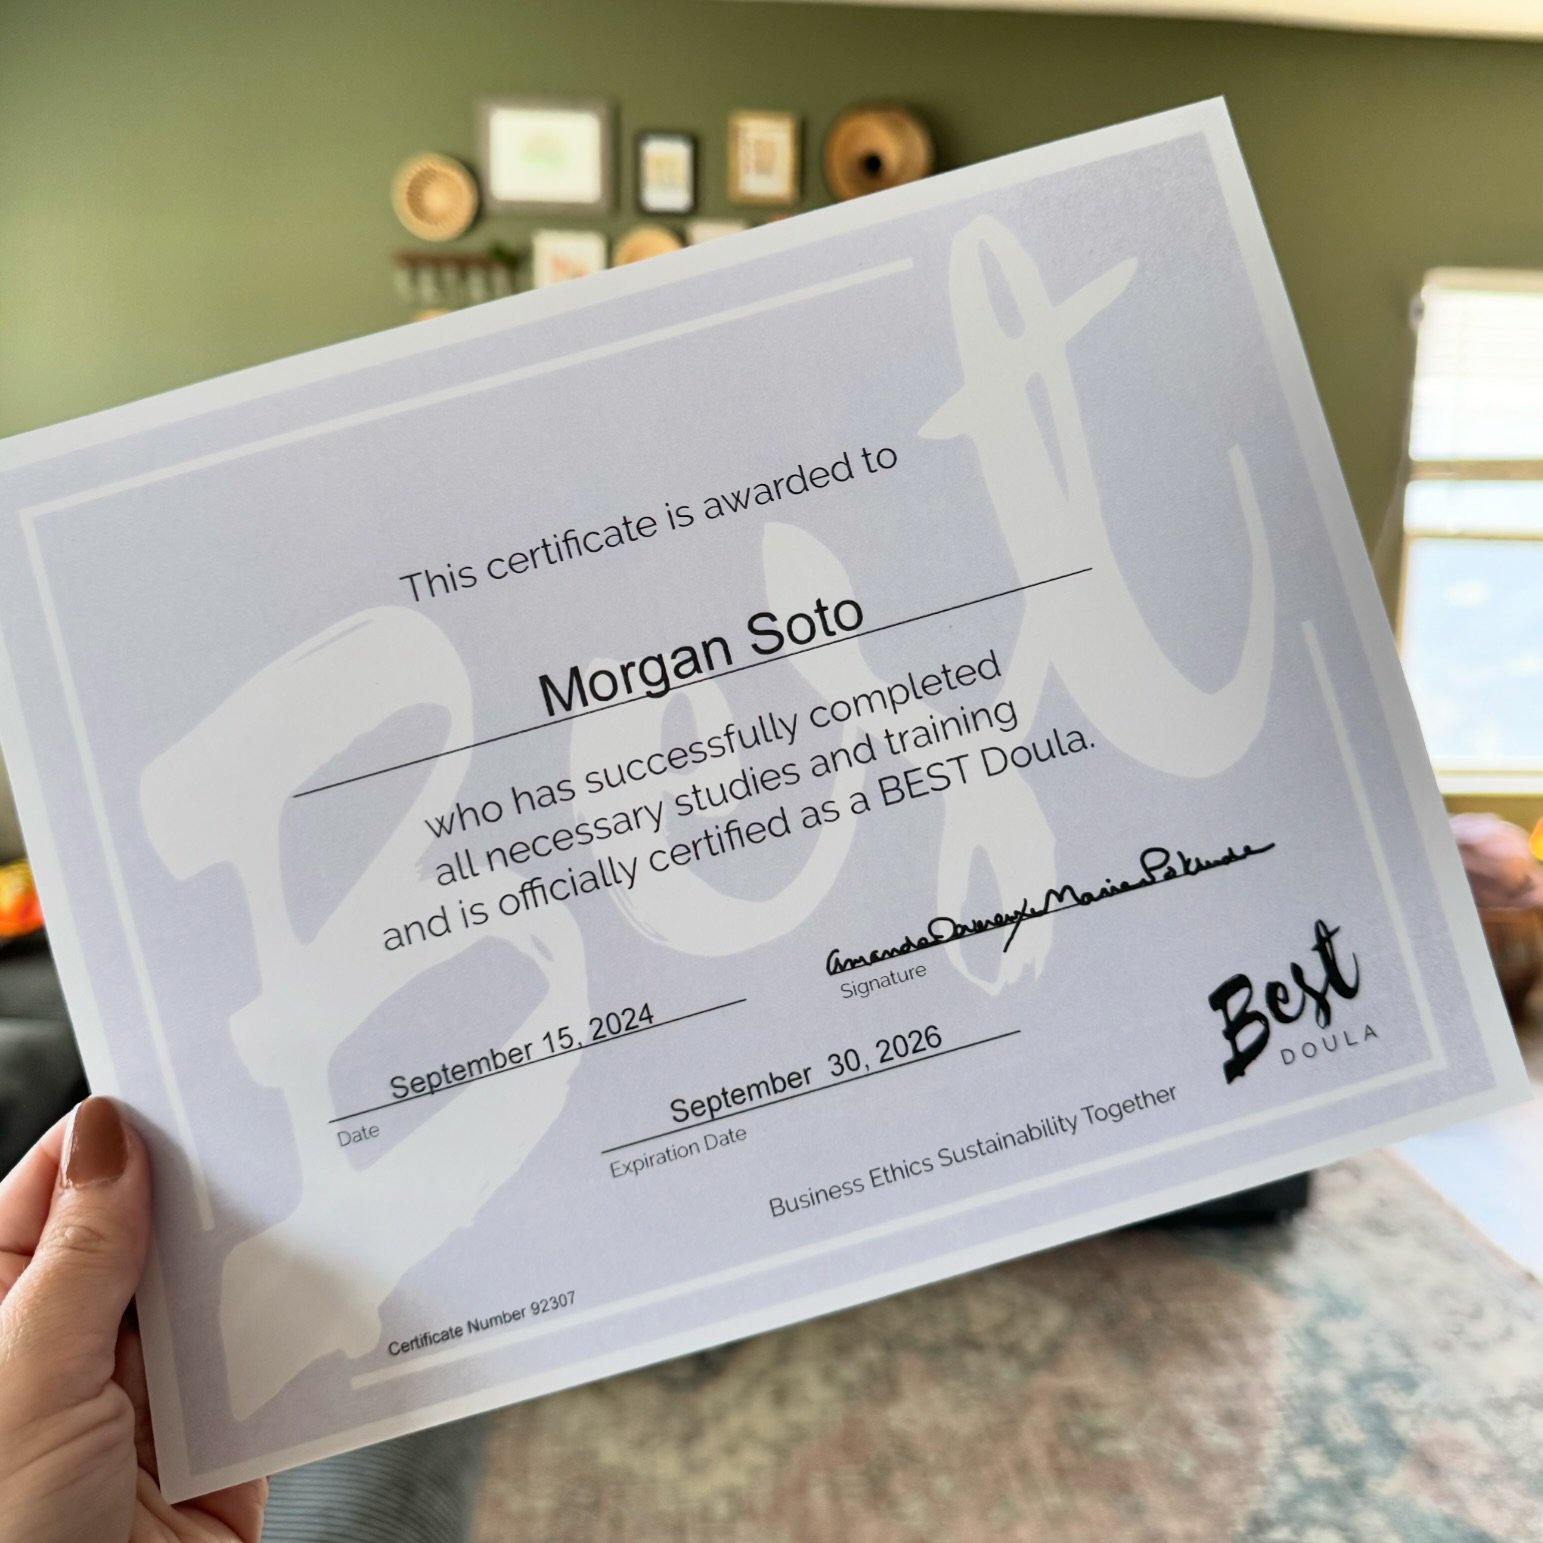 Best
This certificate is awarded to
Morgan Soto
who has successfully completed
all necessary studies and training
and is officially certified as a BEST Doula.
Signature
September 15, 2024
Date
September 30, 2026
Expiration Date
Best
DOULA
Business Ethics Sustainability Together
Certificate Number 92307